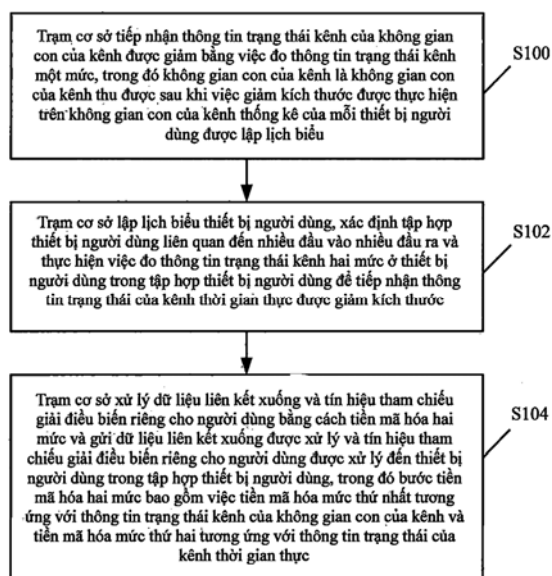 Trạm cơ sở tiếp nhận thông tin trạng thái kênh của không gian
con của kênh được giảm bằng việc đo thông tin trạng thái kênh
một mức, trong đó không gian con của kênh là không gian con
của kênh thu được sau khi việc giảm kích thước được thực hiện
trên không gian con của kênh thống kê của mỗi thiết bị người
dùng được lập lịch biểu
S100
Trạm cơ sở lập lịch biểu thiết bị người dùng, xác định tập hợp
thiết bị người dùng liên quan đến nhiều đầu vào nhiều đầu ra và
thực hiện việc đo thông tin trạng thái kênh hai mức ở thiết bị
người dùng trong tập hợp thiết bị người dùng để tiếp nhận thông
tin trạng thái của kênh thời gian thực được giảm kích thước
S102
Trạm cơ sở xử lý dữ liệu liên kết xuống và tín hiệu tham chiếu
giải điều biến riêng cho người dùng bằng cách tiền mã hóa hai
mức và gửi dữ liệu liên kết xuống được xử lý và tín hiệu tham
chiếu giải điều biến riêng cho người dùng được xử lý đến thiết bị
người dùng trong tập hợp thiết bị người dùng, trong đó bước tiền
mã hóa hai mức bao gồm việc tiền mã hóa mức thứ nhất tương
ứng với thông tin trạng thái kênh của không gian con của kênh và
tiền mã hóa mức thứ hai tương ứng với thông tin trạng thái của
kênh thời gian thực
S104